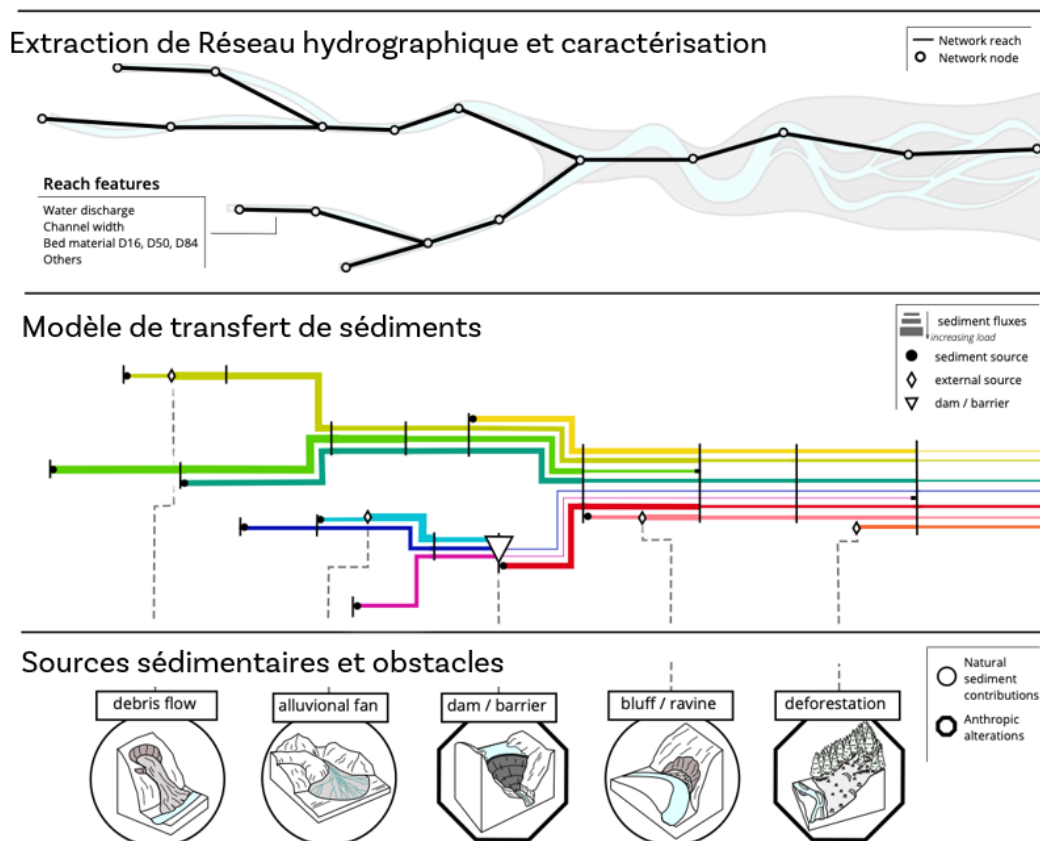 Extraction de Réseau hydrographique et caractérisation
Network reach
Network node
Reach features
Water discharge
Channel width
Bed material D16, D50, D84
Others
Modèle de transfert de sédiments
sediment fluxes
increasing load
sediment source
external source
dam / barrier
Sources sédimentaires et obstacles
debris flow
alluvional fan
dam / barrier
bluff / ravine
deforestation
Natural
sediment
contributions
Anthropic
alterations